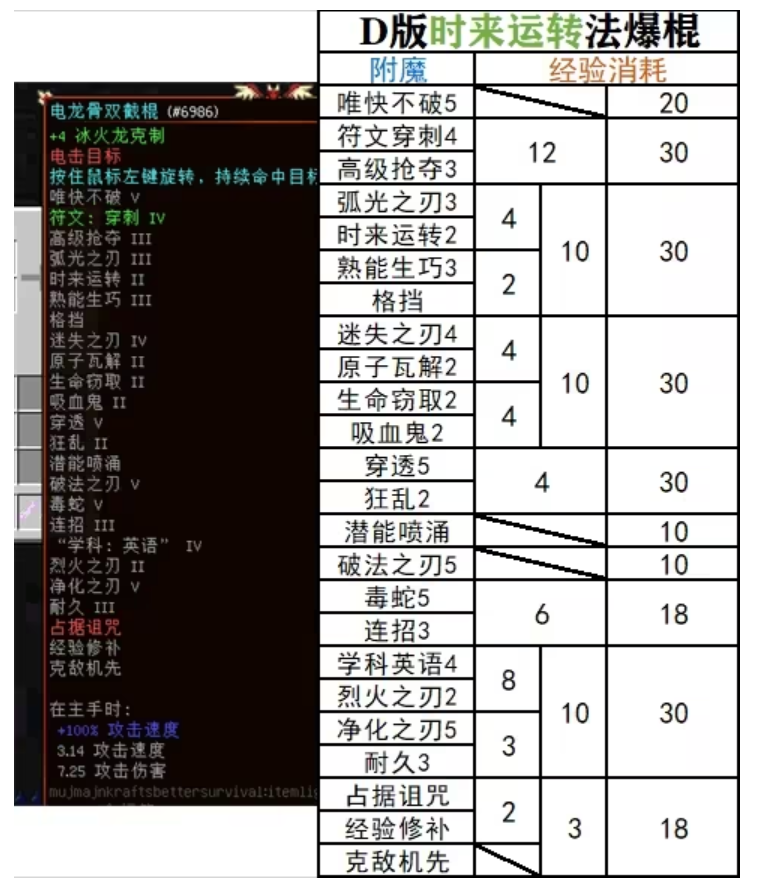 电龙骨双截棍 (#6986)
+4 冰火龙克制
电击目标
按住鼠标左键旋转，持续命中目标
唯快不破 V
符文：穿刺 IV
高级抢夺 III
弧光之刃 III
时来运转 II
熟能生巧 III
格挡
迷失之刃 IV
原子瓦解 II
生命窃取 II
吸血鬼 II
穿透 V
狂乱 II
潜能喷涌
破法之刃 V
毒蛇 V
连招 III
“学科：英语” IV
烈火之刃 II
净化之刃 V
耐久 III
占据诅咒
经验修补
克敌机先
在主手时：
+100% 攻击速度
3.14 攻击速度
7.25 攻击伤害
mujmajnkraftsbettersurvival:itemlig
D版时来运转法爆棍
附魔 经验消耗
唯快不破5 20
符文穿刺4 12 30
高级抢夺3
弧光之刃3 4 10 30
时来运转2
熟能生巧3 2
格挡
迷失之刃4 4 10 30
原子瓦解2
生命窃取2 4
吸血鬼2
穿透5 4 30
狂乱2
潜能喷涌 10
破法之刃5 10
毒蛇5 6 18
连招3
学科英语4 8 10 30
烈火之刃2
净化之刃5 3
耐久3
占据诅咒 2 3 18
经验修补
克敌机先